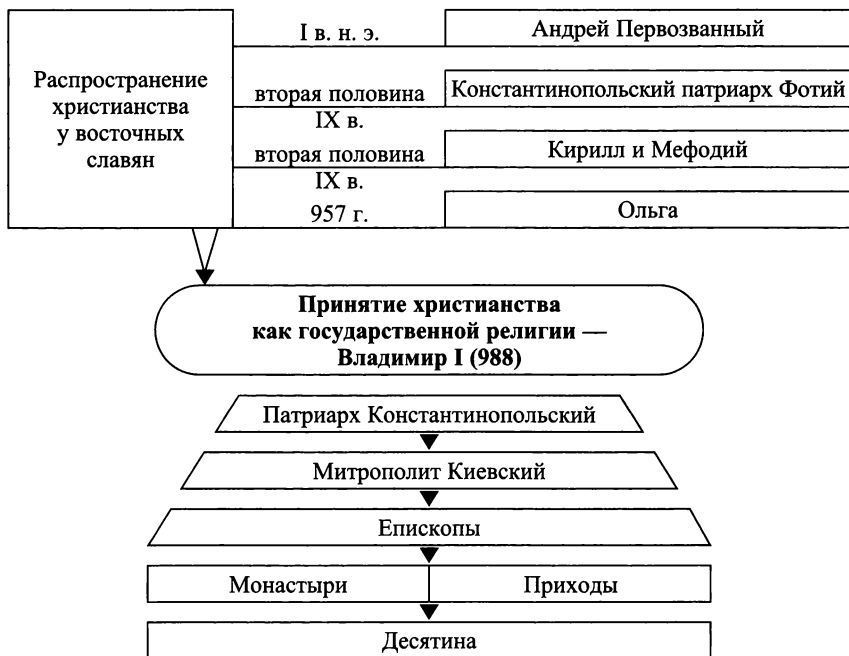 Распространение
христианства
у восточных
славян
I в. н. э.
Андрей Первозванный
вторая половина
IX в.
Константинопольский патриарх Фотий
вторая половина
IX в.
Кирилл и Мефодий
957 г.
Ольга
Принятие христианства
как государственной религии —
Владимир I (988)
Патриарх Константинопольский
Митрополит Киевский
Епископы
Монастыри
Приходы
Десятина